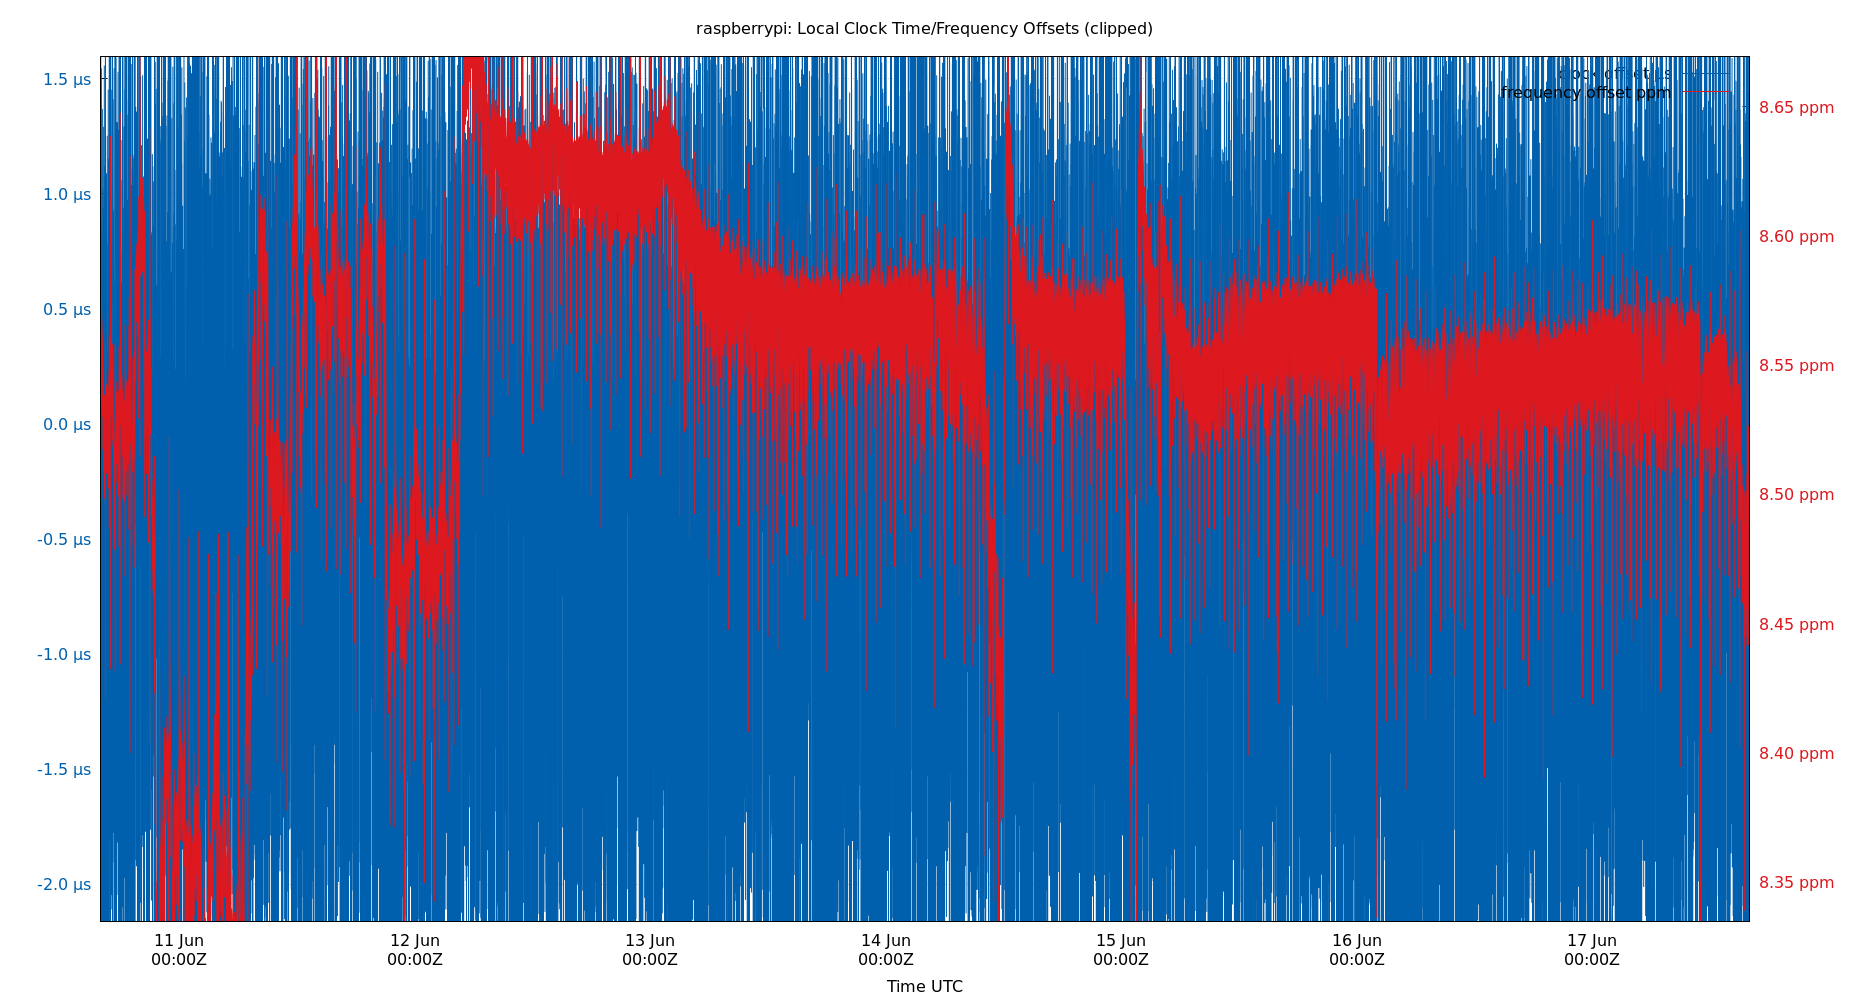 raspberrypi: Local Clock Time/Frequency Offsets (clipped)
clock offset µs
frequency offset ppm
1.5 µs
1.0 µs
0.5 µs
0.0 µs
-0.5 µs
-1.0 µs
-1.5 µs
-2.0 µs
8.65 ppm
8.60 ppm
8.55 ppm
8.50 ppm
8.45 ppm
8.40 ppm
8.35 ppm
11 Jun 12 Jun 13 Jun 14 Jun 15 Jun 16 Jun 17 Jun
00:00Z 00:00Z 00:00Z 00:00Z 00:00Z 00:00Z 00:00Z
Time UTC